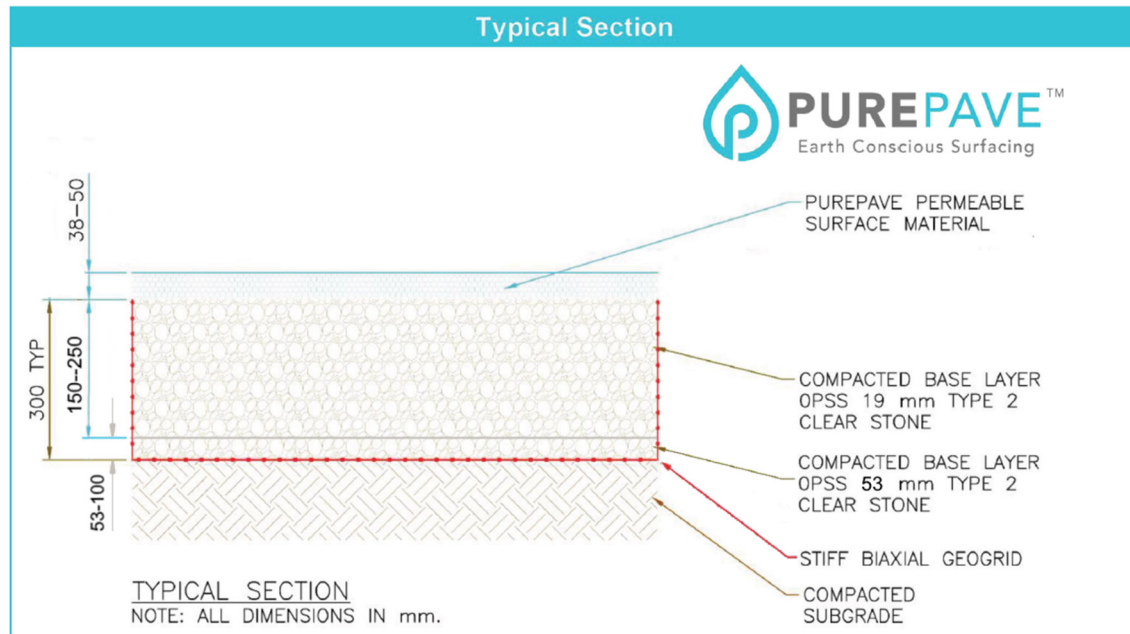 Typical Section
PUREPAVE™
Earth Conscious Surfacing
38-50
PUREPAVE PERMEABLE
SURFACE MATERIAL
300 TYP
150-250
53-100
COMPACTED BASE LAYER
OPSS 19 mm TYPE 2
CLEAR STONE
COMPACTED BASE LAYER
OPSS 53 mm TYPE 2
CLEAR STONE
STIFF BIAXIAL GEOGRID
COMPACTED
SUBGRADE
TYPICAL SECTION
NOTE: ALL DIMENSIONS IN mm.